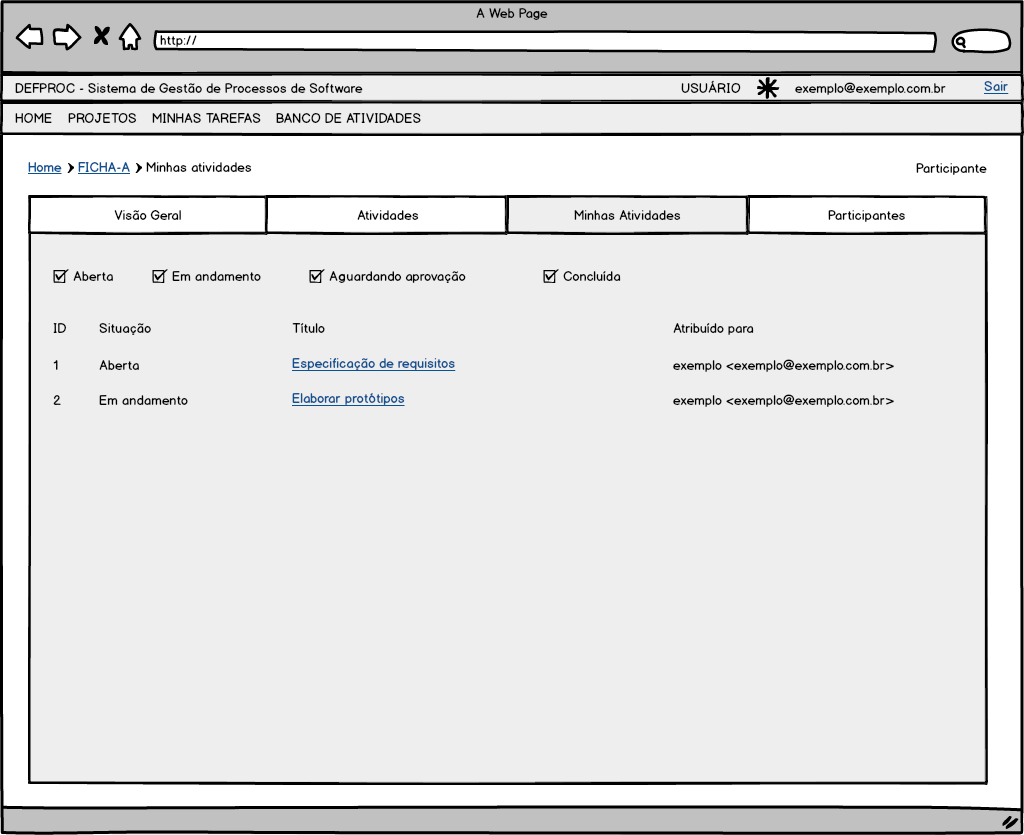 A Web Page
http://
DEFPROC - Sistema de Gestão de Processos de Software USUÁRIO exemplo@exemplo.com.br Sair
HOME PROJETOS MINHAS TAREFAS BANCO DE ATIVIDADES
Home FICHA-A Minhas atividades Participante
Visão Geral Atividades Minhas Atividades Participantes
Aberta Em andamento Aguardando aprovação Concluída
ID Situação Título Atribuído para
1 Aberta Especificação de requisitos exemplo <exemplo@exemplo.com.br>
2 Em andamento Elaborar protótipos exemplo <exemplo@exemplo.com.br>